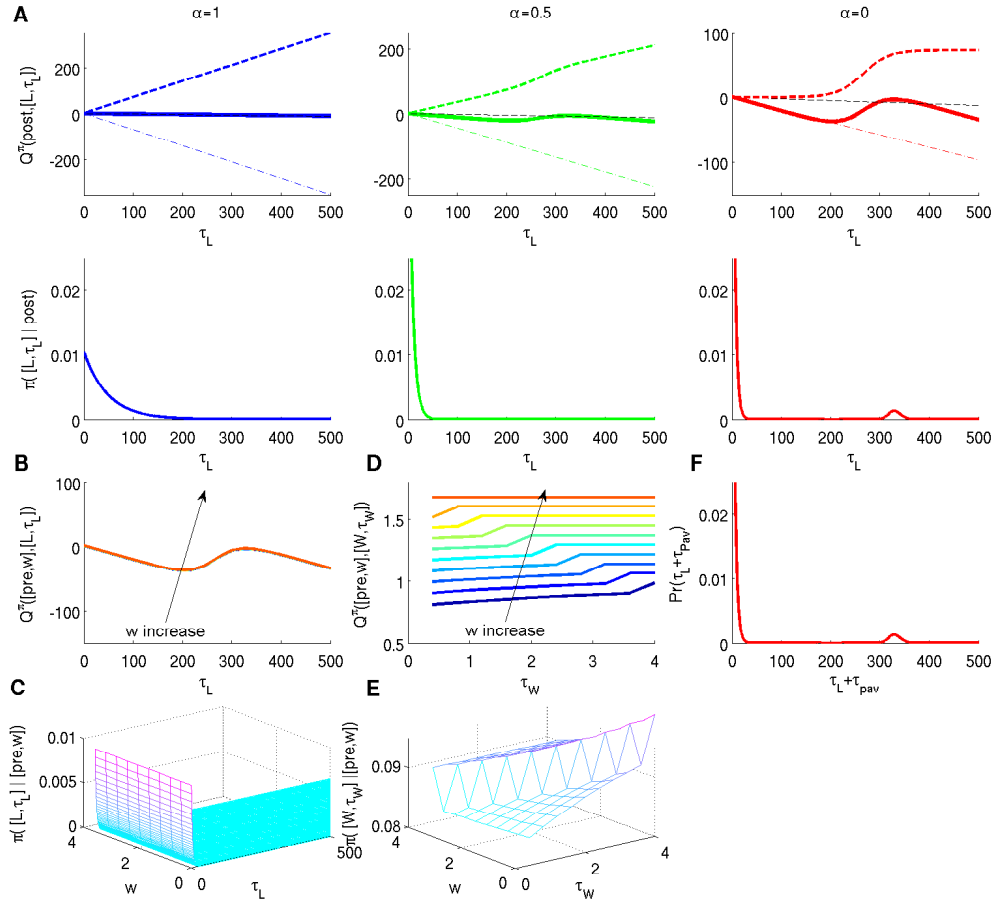 α=1 α=0.5 α=0
A
Q^π(post,[L,τ_L])
200
0
-200
0 100 200 300 400 500
τ_L
200
0
-200
0 100 200 300 400 500
τ_L
100
0
-100
0 100 200 300 400 500
τ_L
π( [L,τ_L] | post)
0.02
0.01
0
0 100 200 300 400 500
τ_L
0.02
0.01
0
0 100 200 300 400 500
τ_L
0.02
0.01
0
0 100 200 300 400 500
τ_L
B
Q^π([pre,w],[L,τ_L])
100
0
-100
w increase
0 100 200 300 400 500
τ_L
D
Q^π([pre,w],[W,τ_W])
1.5
1
0.5
w increase
0 1 2 3 4
τ_W
F
Pr(τ_L+τ_Pav)
0.02
0.01
0
0 100 200 300 400 500
τ_L+τ_pav
C
π( [L,τ_L] | [pre,w])
0.01
0.005
0
4
2
0
w
0
500
τ_L
E
π( [W,τ_W] | [pre,w])
0.09
0.08
4
2
0
w
0
2
4
τ_W